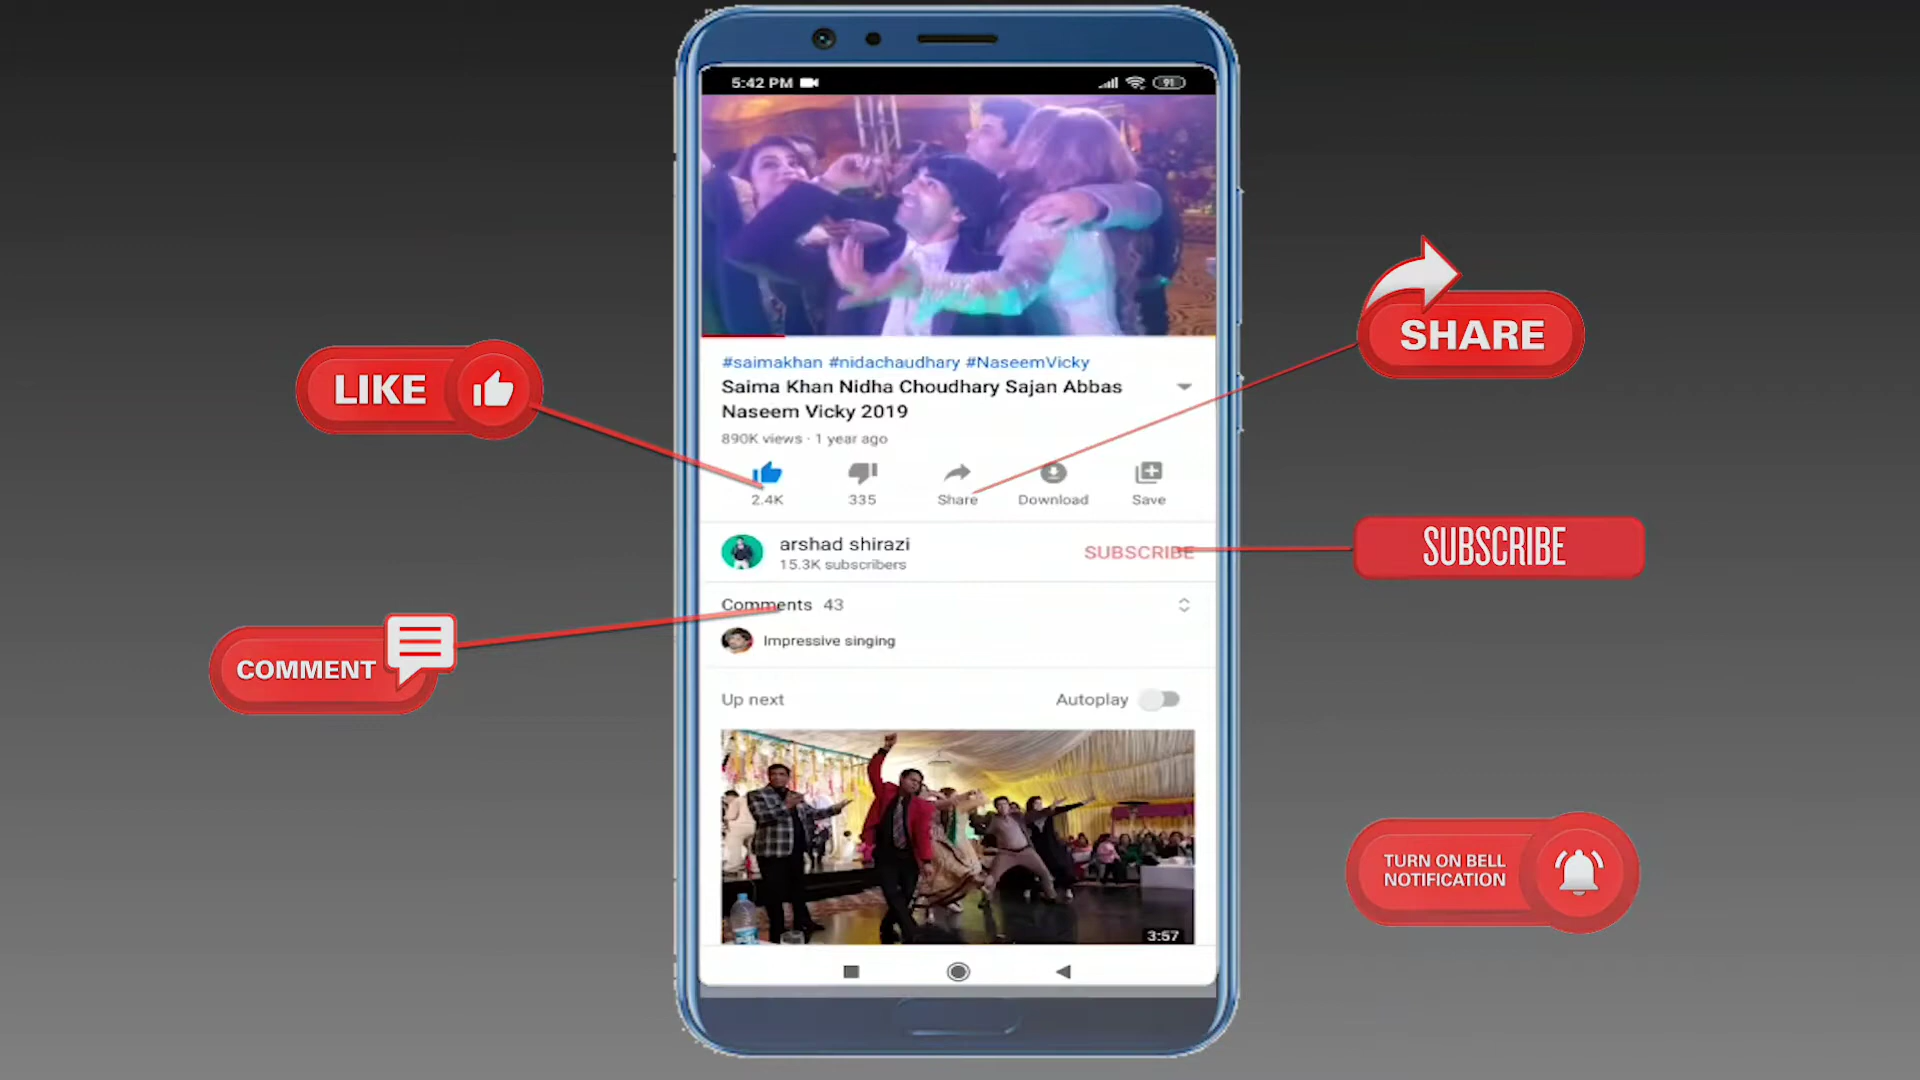 5:42 PM
91
#saimakhan #nidachaudhary #NaseemVicky
Saima Khan Nidha Choudhary Sajan Abbas
Naseem Vicky 2019
890K views · 1 year ago
2.4K
335
Share
Download
Save
arshad shirazi
15.3K subscribers
SUBSCRIBE
Comments 43
Impressive singing
Up next
Autoplay
3:57
LIKE
COMMENT
SHARE
SUBSCRIBE
TURN ON BELL
NOTIFICATION